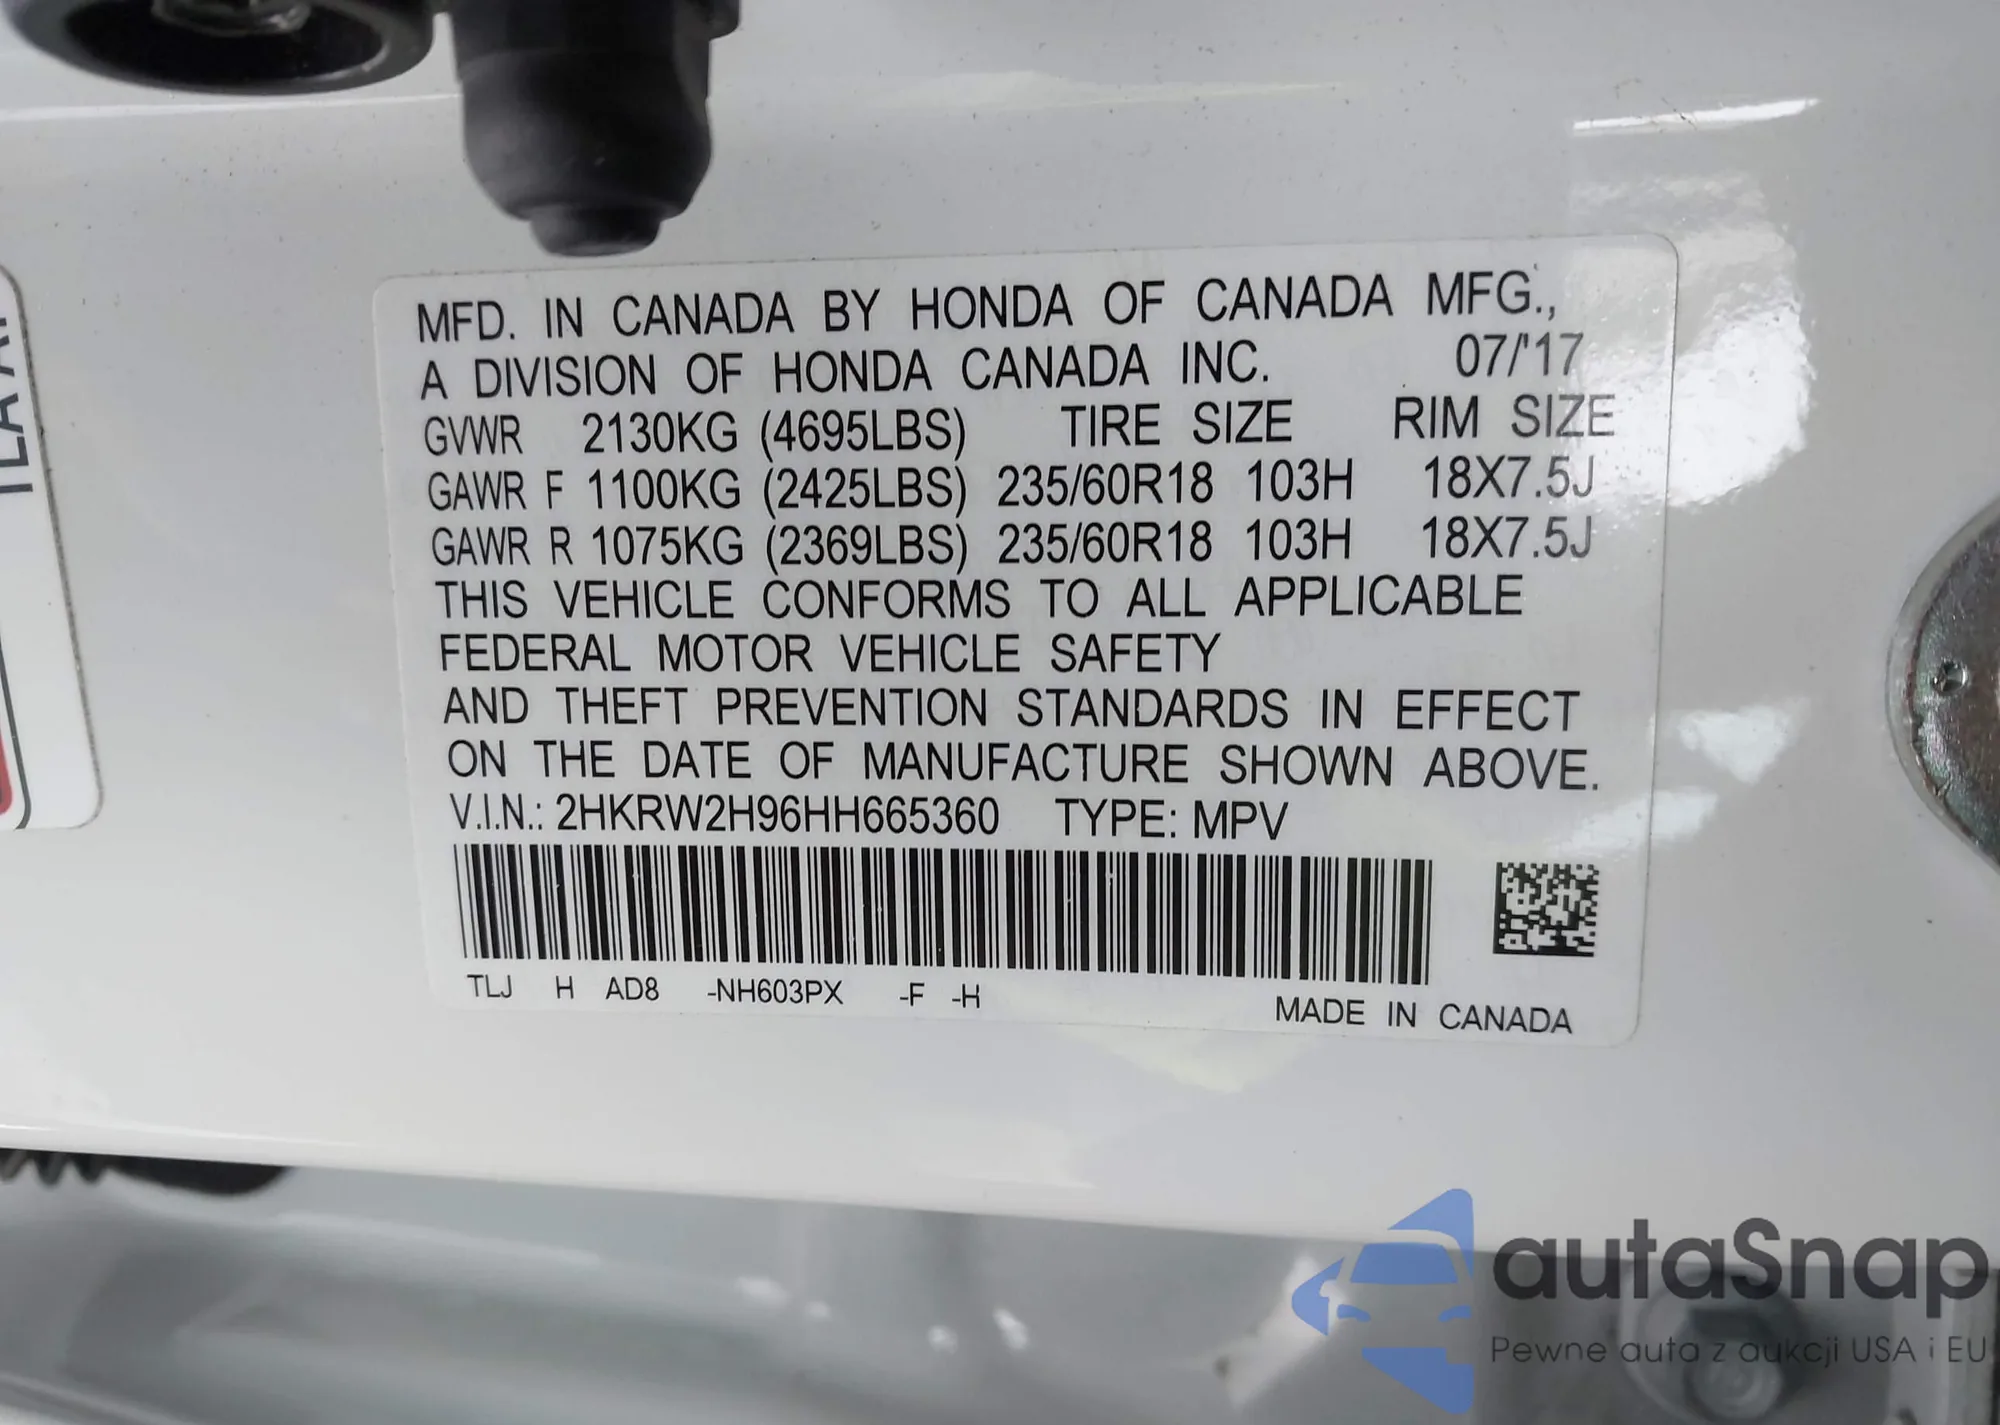 MFD. IN CANADA BY HONDA OF CANADA MFG.,
A DIVISION OF HONDA CANADA INC. 07/'17
GVWR 2130KG (4695LBS) TIRE SIZE RIM SIZE
GAWR F 1100KG (2425LBS) 235/60R18 103H 18X7.5J
GAWR R 1075KG (2369LBS) 235/60R18 103H 18X7.5J
THIS VEHICLE CONFORMS TO ALL APPLICABLE
FEDERAL MOTOR VEHICLE SAFETY
AND THEFT PREVENTION STANDARDS IN EFFECT
ON THE DATE OF MANUFACTURE SHOWN ABOVE.
V.I.N.: 2HKRW2H96HH665360 TYPE: MPV
TLJ H AD8 -NH603PX -F -H
MADE IN CANADA
autaSnap
Pewne auta z aukcji USA i EU